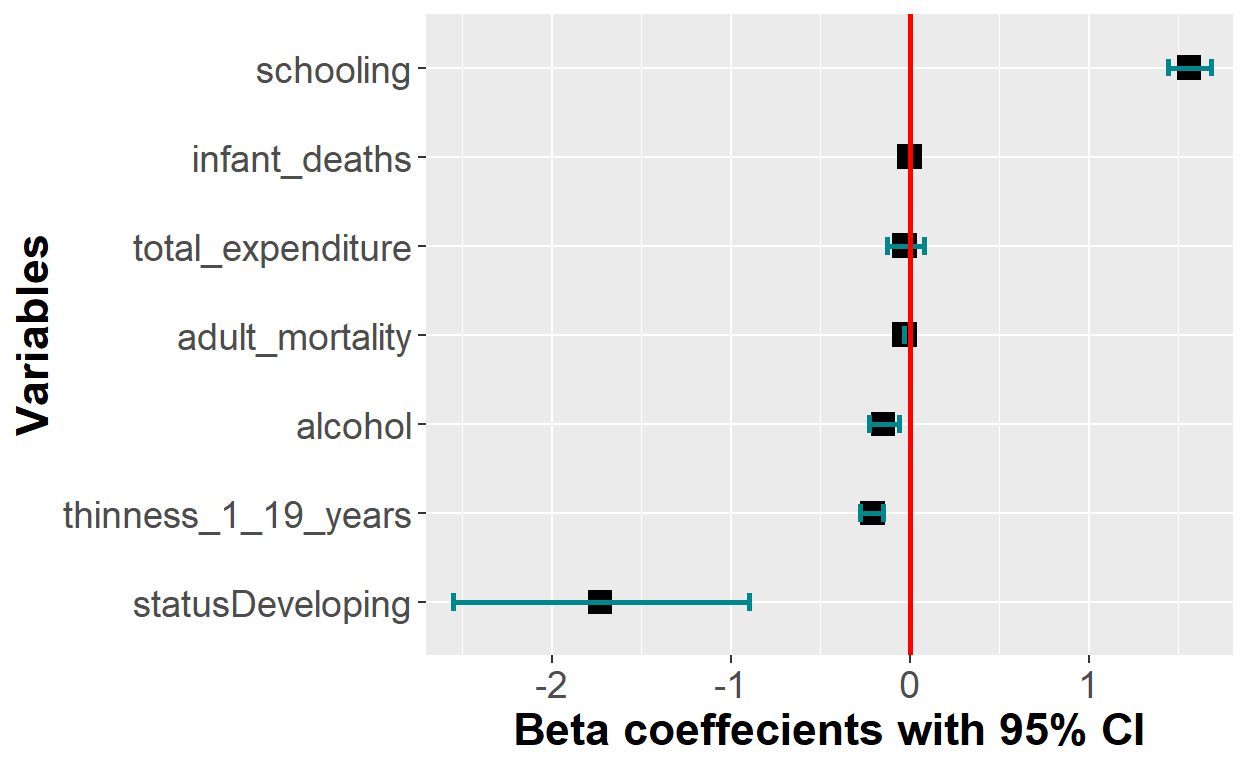 Variables
schooling
infant_deaths
total_expenditure
adult_mortality
alcohol
thinness_1_19_years
statusDeveloping
-2 -1 0 1
Beta coeffecients with 95% CI